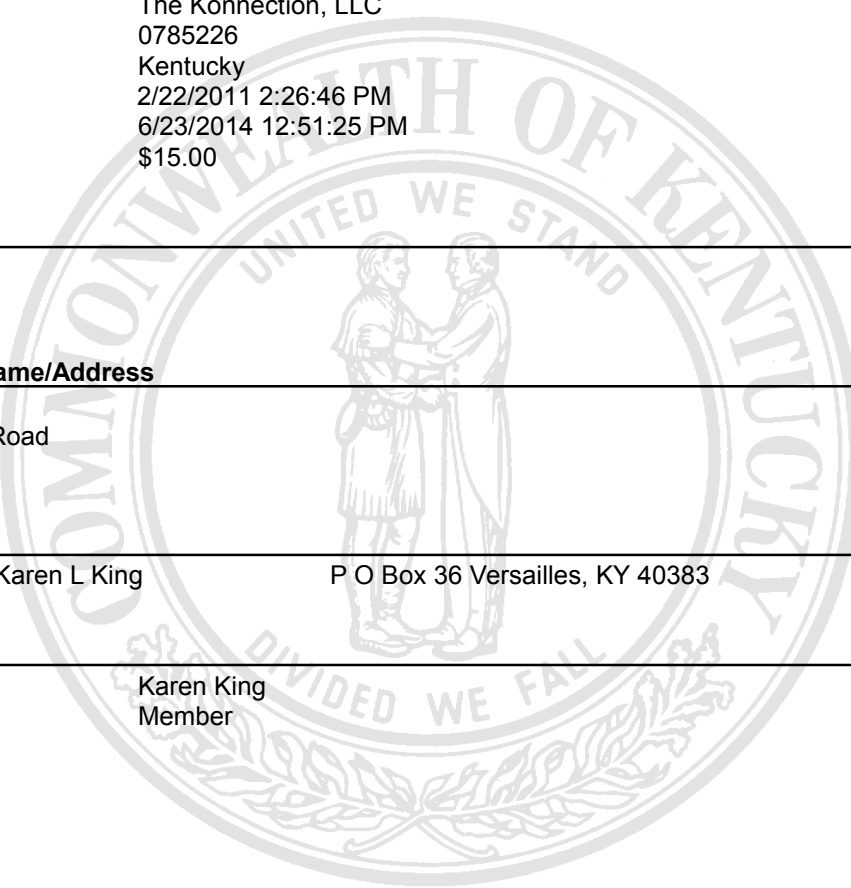 The Konnection, LLC
0785226
Kentucky
2/22/2011 2:26:46 PM
6/23/2014 12:51:25 PM
$15.00
COMMONWEALTH OF KENTUCKY
UNITED WE STAND
ame/Address
Road
Karen L King P O Box 36 Versailles, KY 40383
DIVIDED WE FALL
Karen King
Member